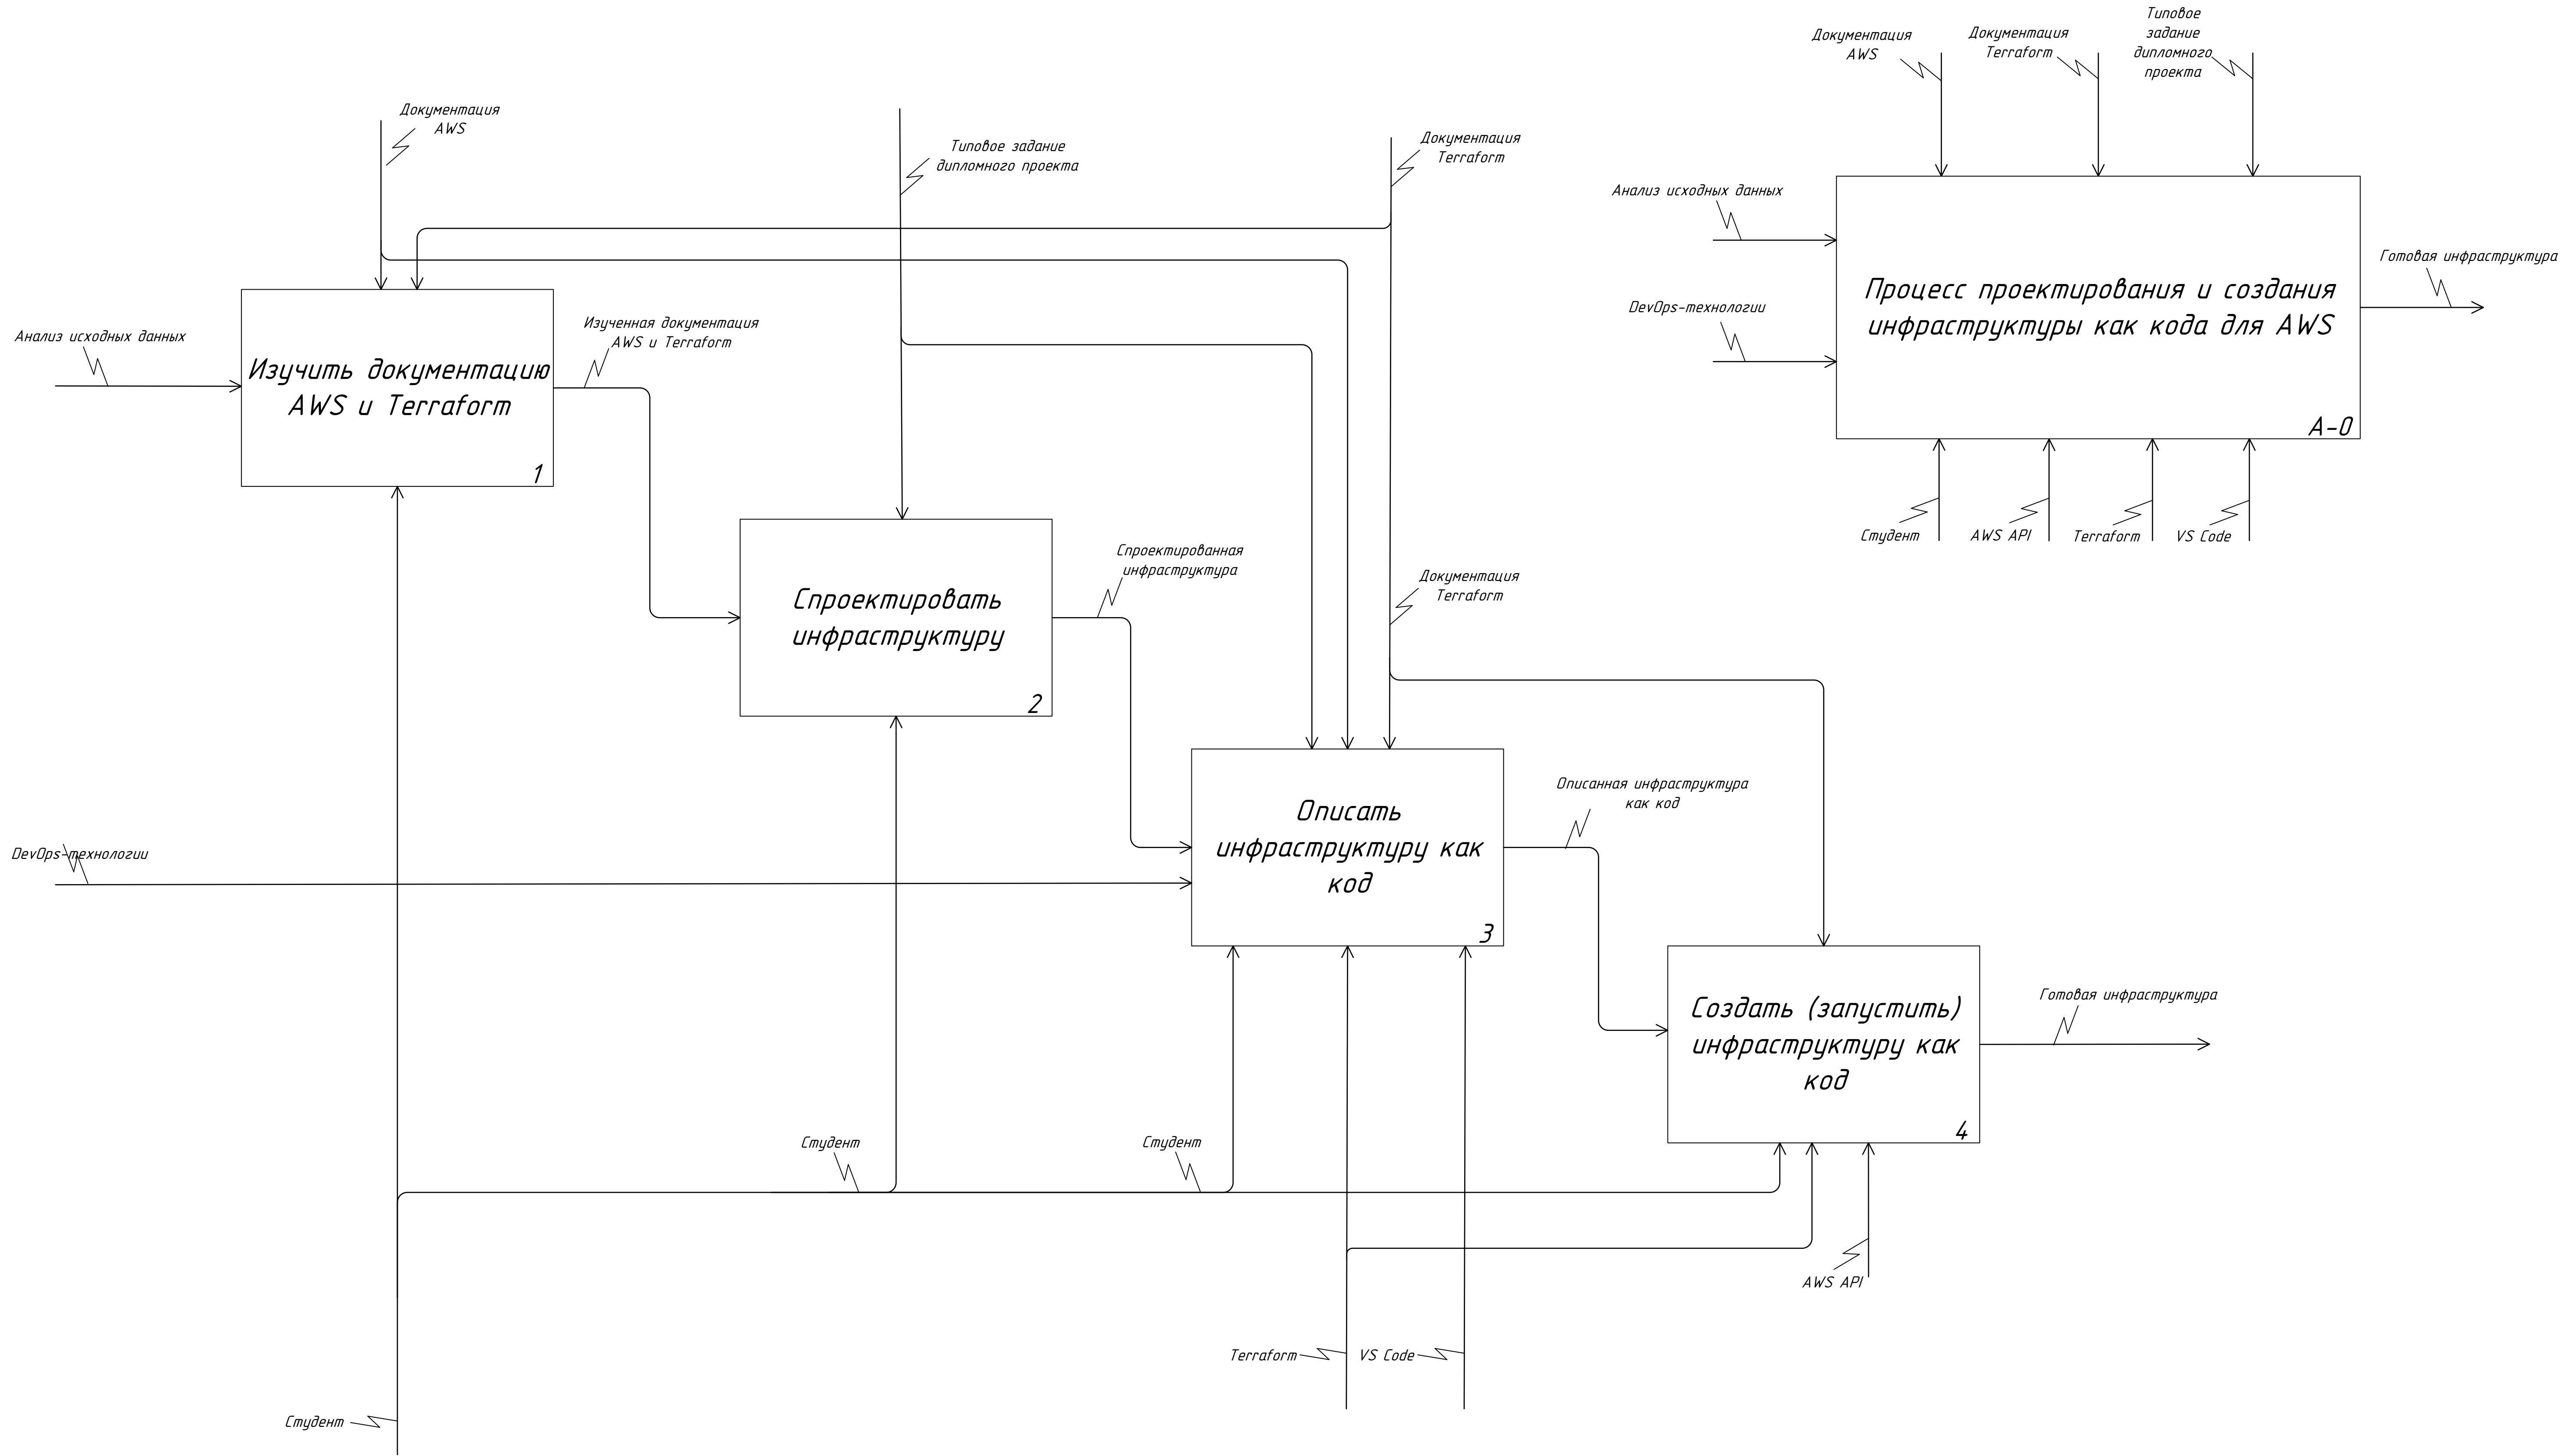 Документация
AWS
Типовое задание
дипломного проекта
Документация
Terraform
Анализ исходных данных
Изучить документацию
AWS и Terraform
1
Изученная документация
AWS и Terraform
Спроектировать
инфраструктуру
2
Спроектированная
инфраструктура
Документация
Terraform
DevOps-технологии
Описать
инфраструктуру как
код
3
Описанная инфраструктура
как код
Создать (запустить)
инфраструктуру как
код
4
Готовая инфраструктура
Студент
Студент
AWS API
Terraform
VS Code
Студент
Документация
AWS
Документация
Terraform
Типовое
задание
дипломного
проекта
Анализ исходных данных
DevOps-технологии
Процесс проектирования и создания
инфраструктуры как кода для AWS
A-0
Готовая инфраструктура
Студент
AWS API
Terraform
VS Code